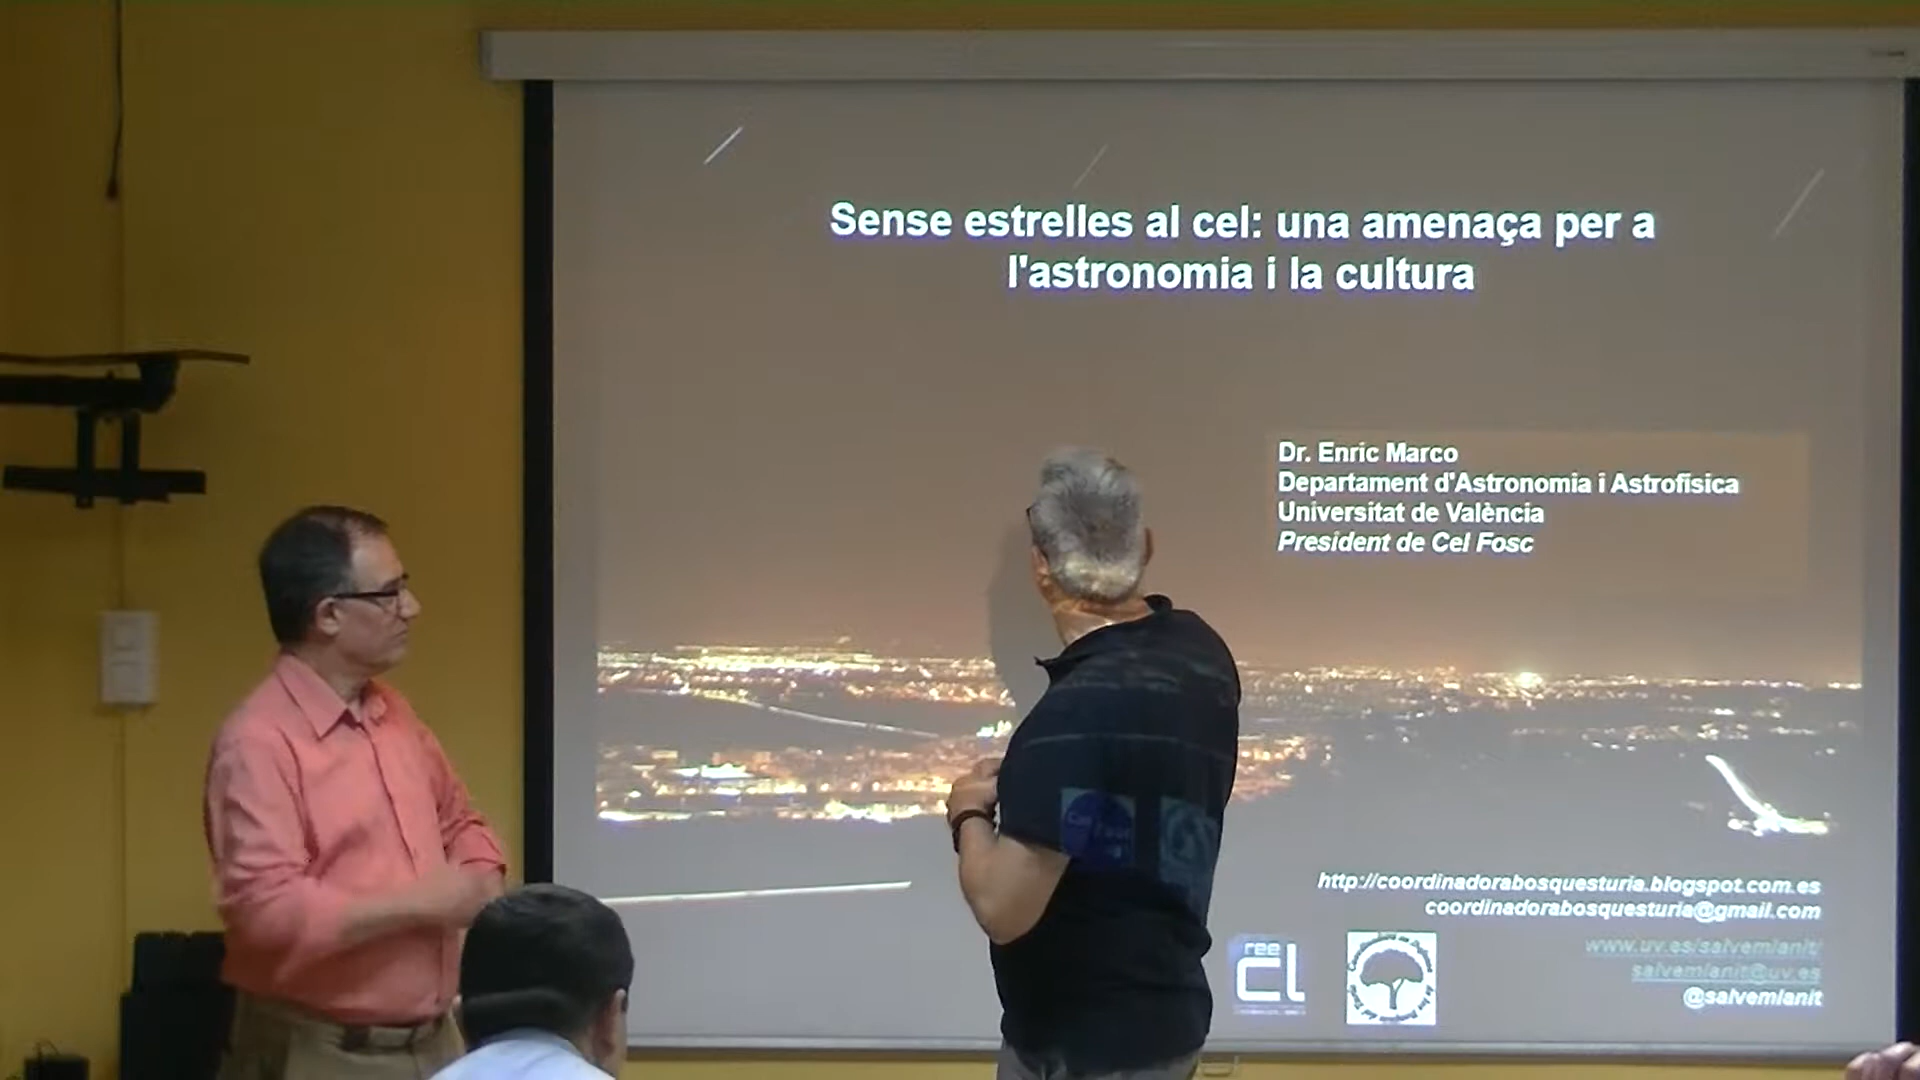 Sense estrelles al cel: una amenaça per a
l'astronomia i la cultura
Dr. Enric Marco
Departament d'Astronomia i Astrofísica
Universitat de València
President de Cel Fosc
http://coordinadorabosquesturia.blogspot.com.es
coordinadorabosquesturia@gmail.com
www.uv.es/salvemlanit/
salvemlanit@uv.es
@salvemlanit
ree
CL